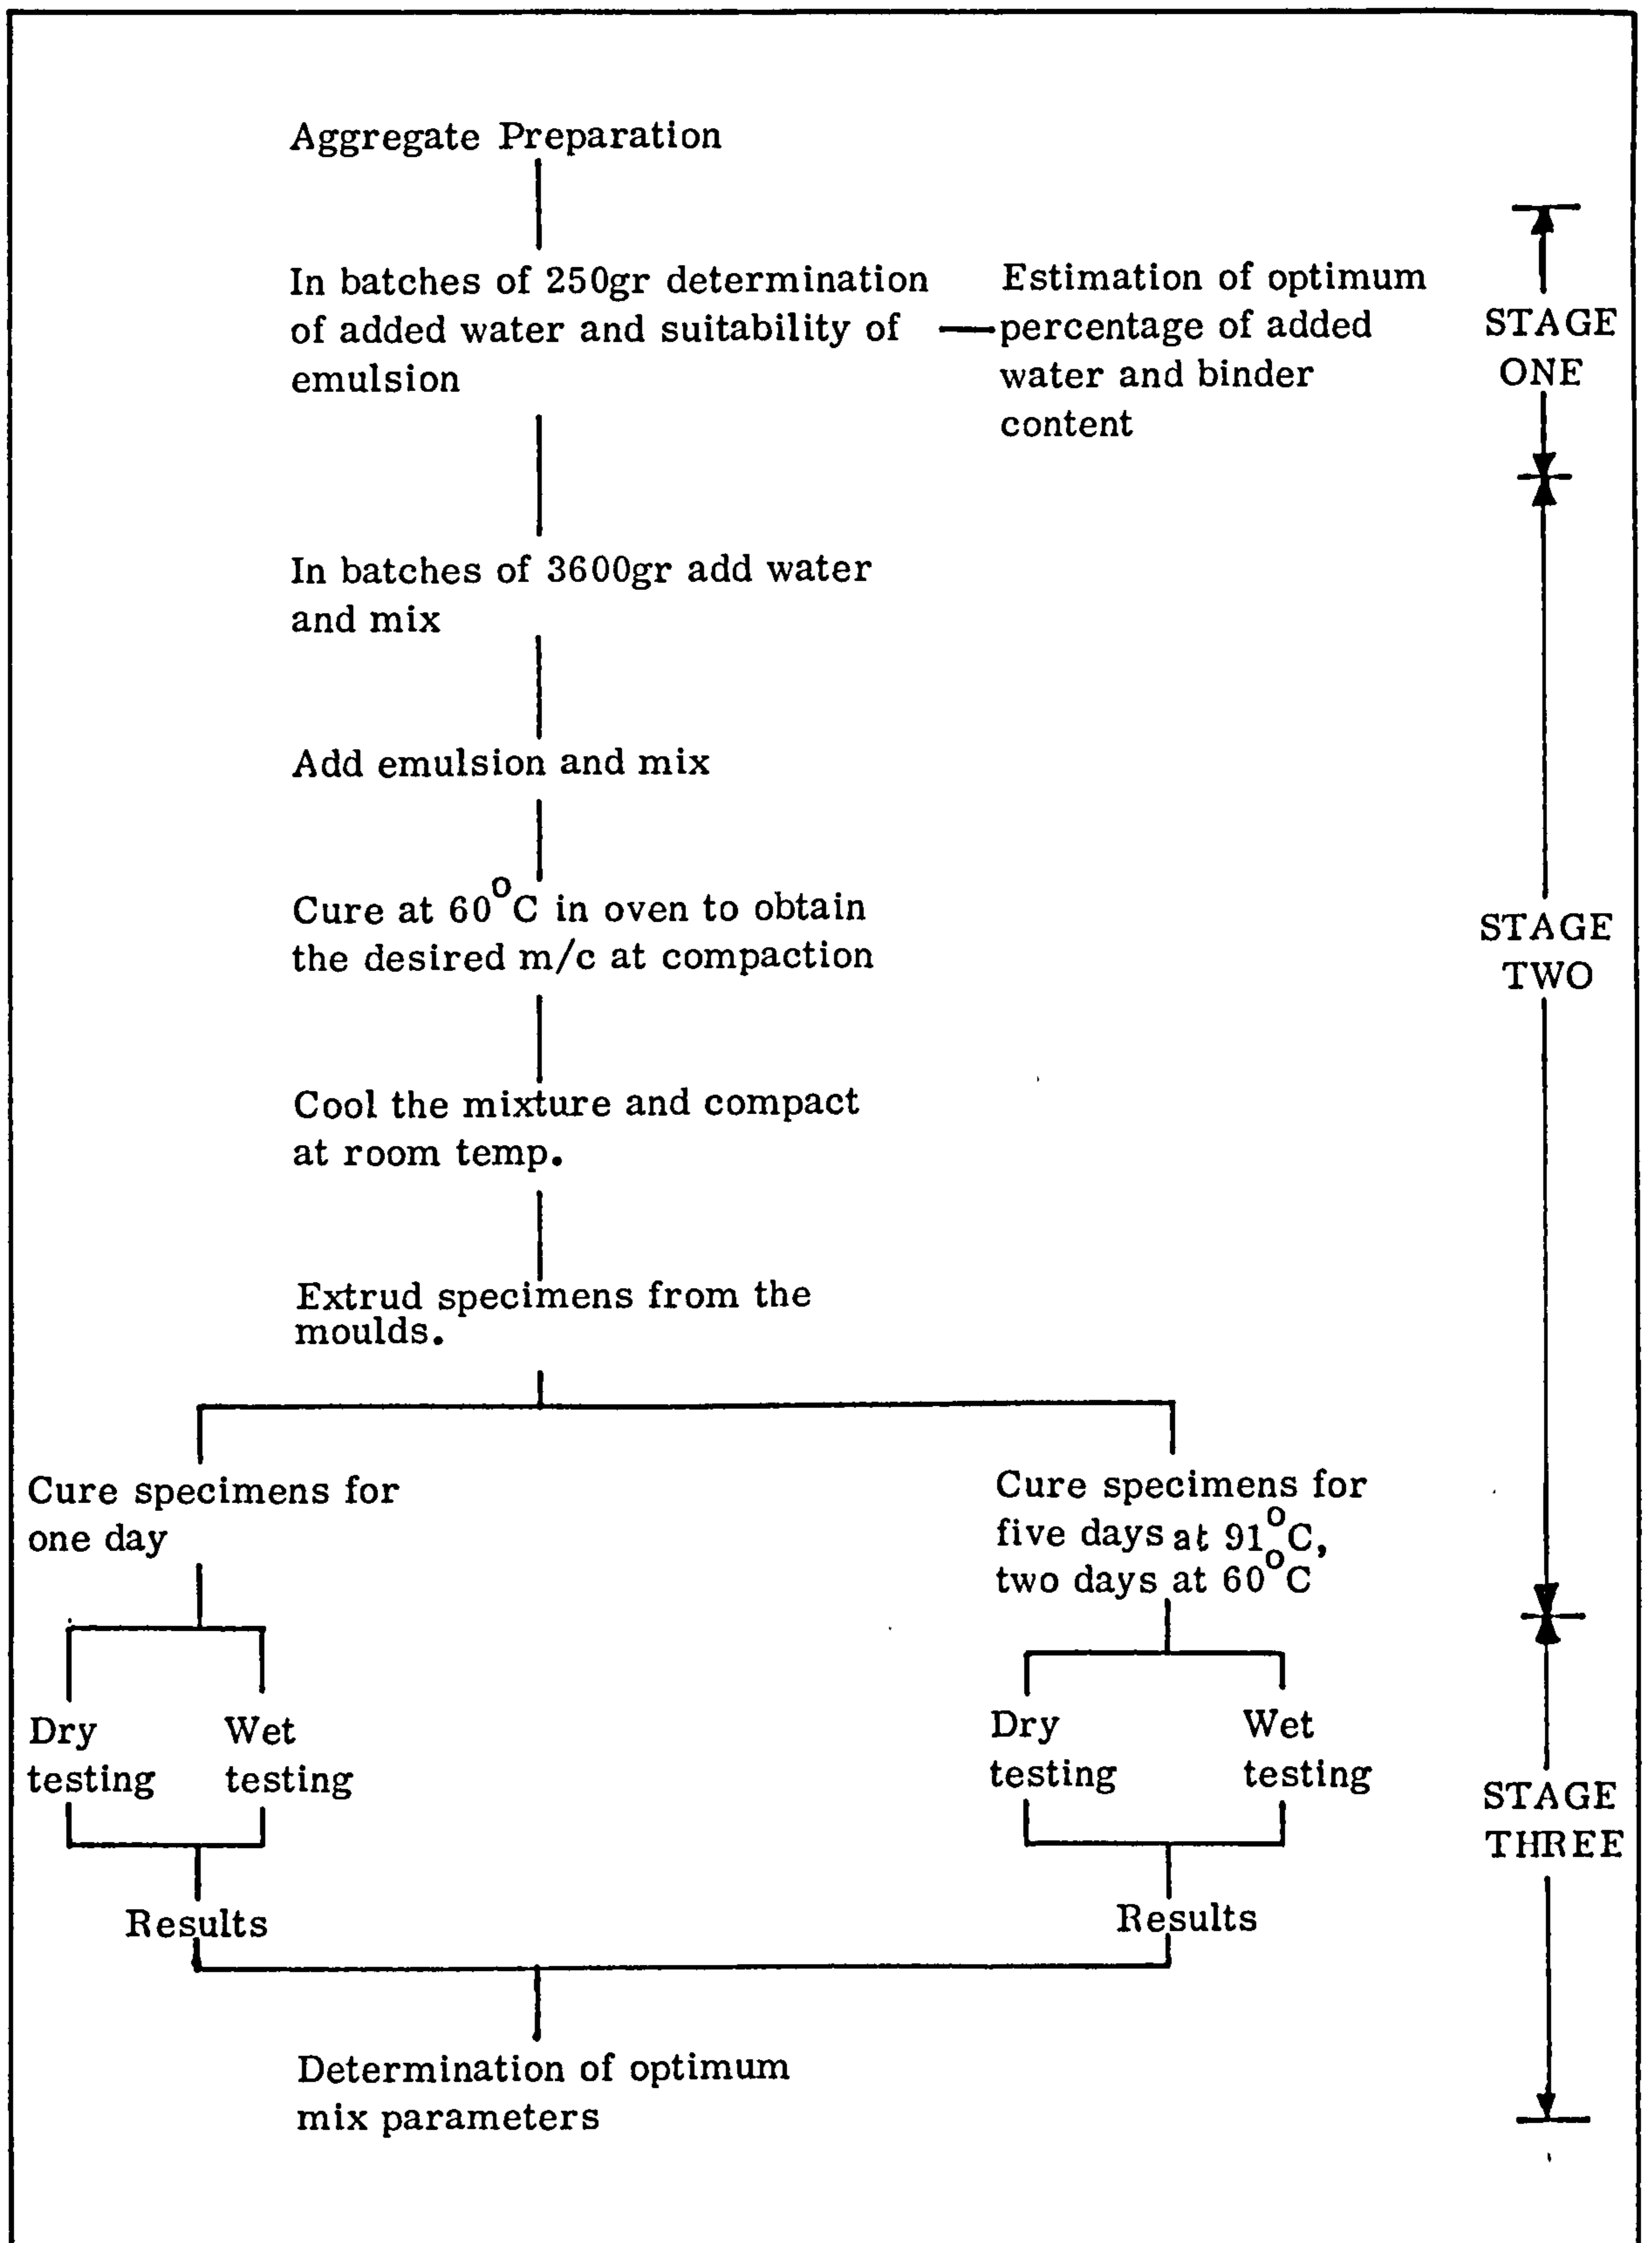 Aggregate Preparation
In batches of 250gr determination
of added water and suitability of
emulsion
Estimation of optimum
percentage of added
water and binder
content
STAGE
ONE
In batches of 3600gr add water
and mix
Add emulsion and mix
Cure at 60°C in oven to obtain
the desired m/c at compaction
STAGE
TWO
Cool the mixture and compact
at room temp.
Extrud specimens from the
moulds.
Cure specimens for
one day
Cure specimens for
five days at 91°C,
two days at 60°C
Dry
testing
Wet
testing
Dry
testing
Wet
testing
STAGE
THREE
Results
Results
Determination of optimum
mix parameters